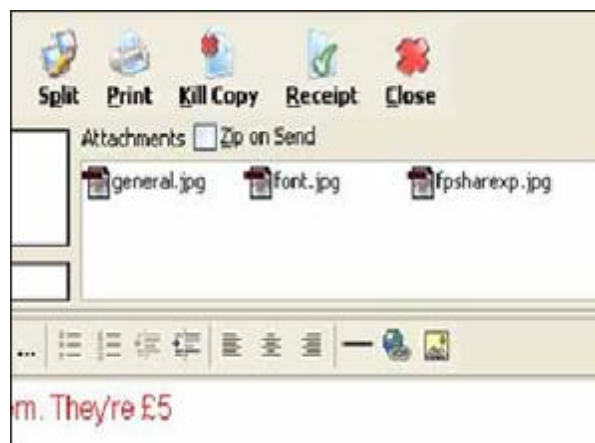 Split Print Kill Copy Receipt Close
Attachments Zip on Send
general.jpg font.jpg fpsharexp.jpg
...
om. They're £5